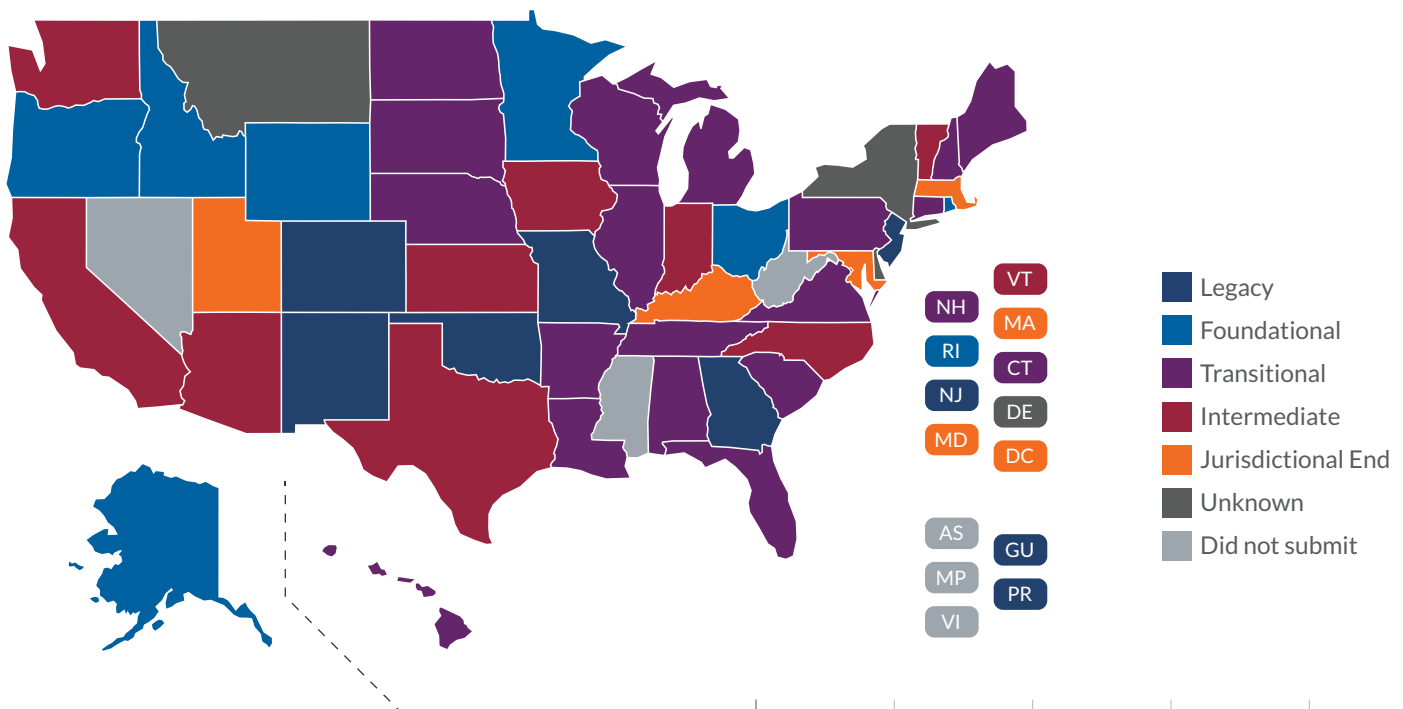 VT
NH
MA
RI
CT
NJ
DE
MD
DC
AS
GU
MP
PR
VI
Legacy
Foundational
Transitional
Intermediate
Jurisdictional End
Unknown
Did not submit